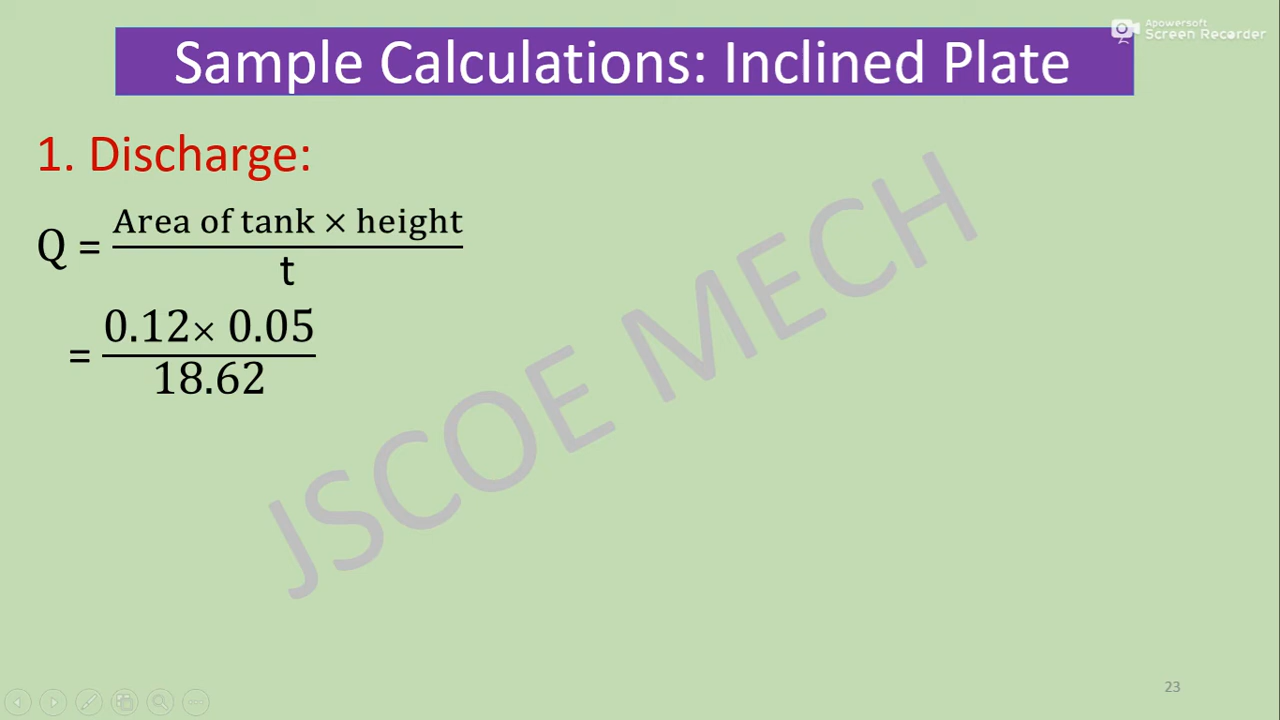 Apowersoft
Screen Recorder
Sample Calculations: Inclined Plate
1. Discharge:
Q = Area of tank × height / t
= 0.12× 0.05 / 18.62
JSCOE MECH
23